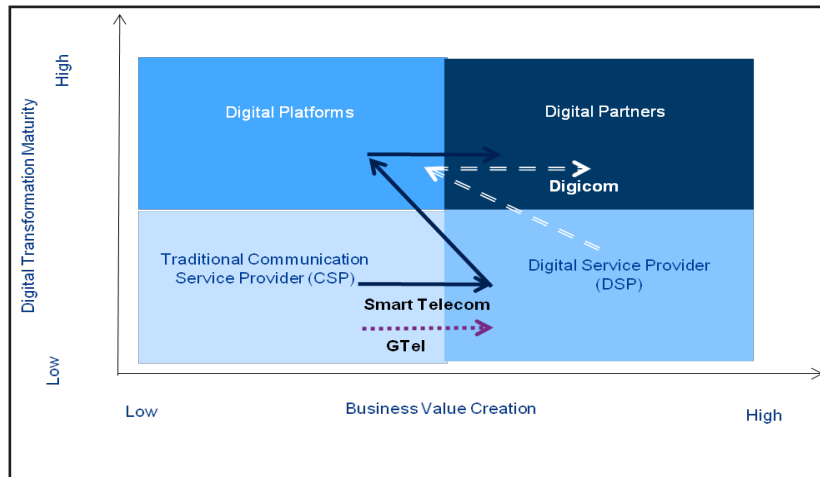 Digital Transformation Maturity
High
Low
Digital Platforms
Digital Partners
Digicom
Traditional Communication
Service Provider (CSP)
Digital Service Provider
(DSP)
Smart Telecom
GTel
Low
Business Value Creation
High